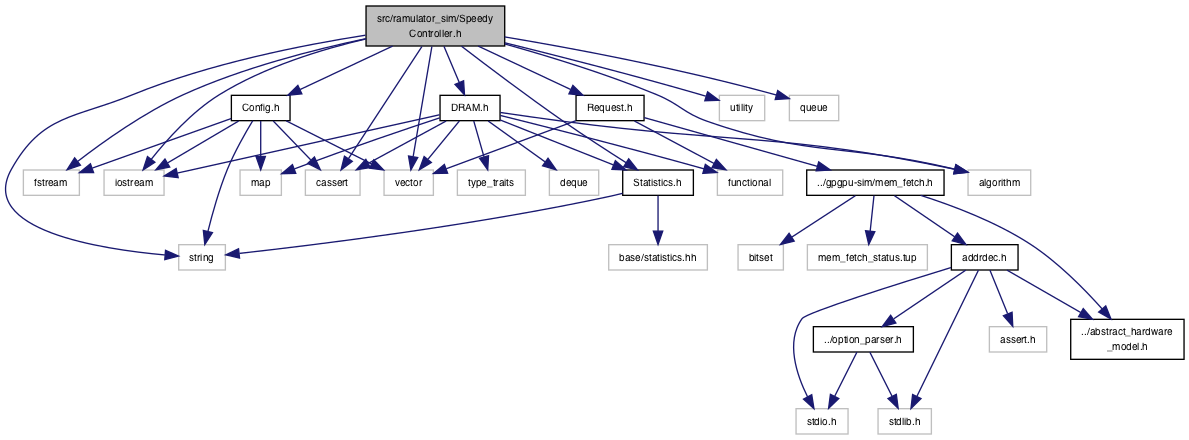 src/ramulator_sim/Speedy
Controller.h
Config.h
DRAM.h
Request.h
utility
queue
fstream
iostream
map
cassert
vector
type_traits
deque
Statistics.h
functional
../gpgpu-sim/mem_fetch.h
algorithm
string
base/statistics.hh
bitset
mem_fetch_status.tup
addrdec.h
../option_parser.h
assert.h
../abstract_hardware
_model.h
stdio.h
stdlib.h